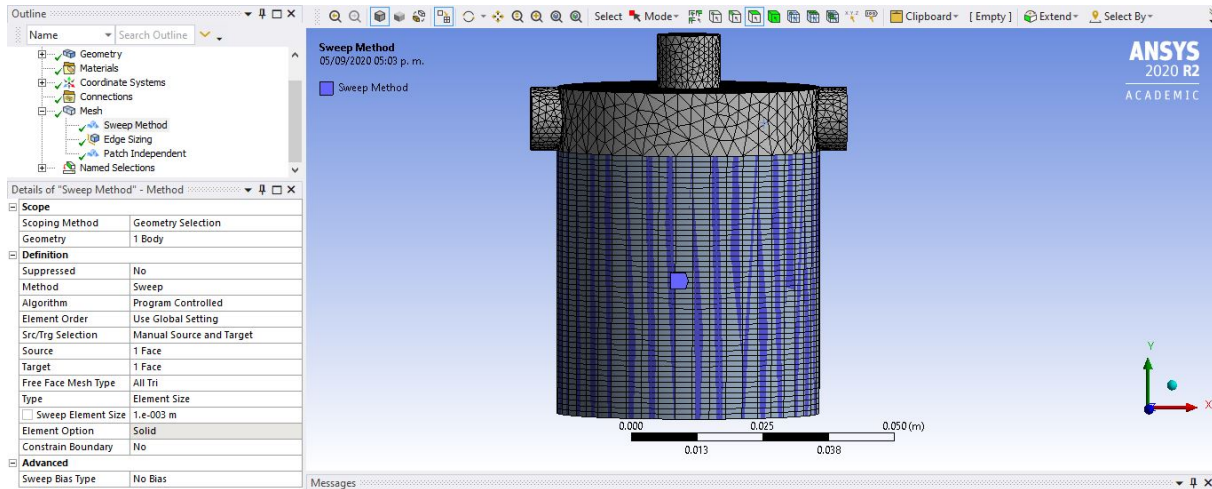 Outline
Name Search Outline
Geometry
Materials
Coordinate Systems
Connections
Mesh
Sweep Method
Edge Sizing
Patch Independent
Named Selections
Details of "Sweep Method" - Method
Scope
Scoping Method Geometry Selection
Geometry 1 Body
Definition
Suppressed No
Method Sweep
Algorithm Program Controlled
Element Order Use Global Setting
Src/Trg Selection Manual Source and Target
Source 1 Face
Target 1 Face
Free Face Mesh Type All Tri
Type Element Size
Sweep Element Size 1.e-003 m
Element Option Solid
Constrain Boundary No
Advanced
Sweep Bias Type No Bias
Select Mode Clipboard [ Empty ] Extend Select By
Sweep Method
05/09/2020 05:03 p. m.
Sweep Method
ANSYS
2020 R2
ACADEMIC
Y
X
0.000 0.025 0.050 (m)
0.013 0.038
Messages